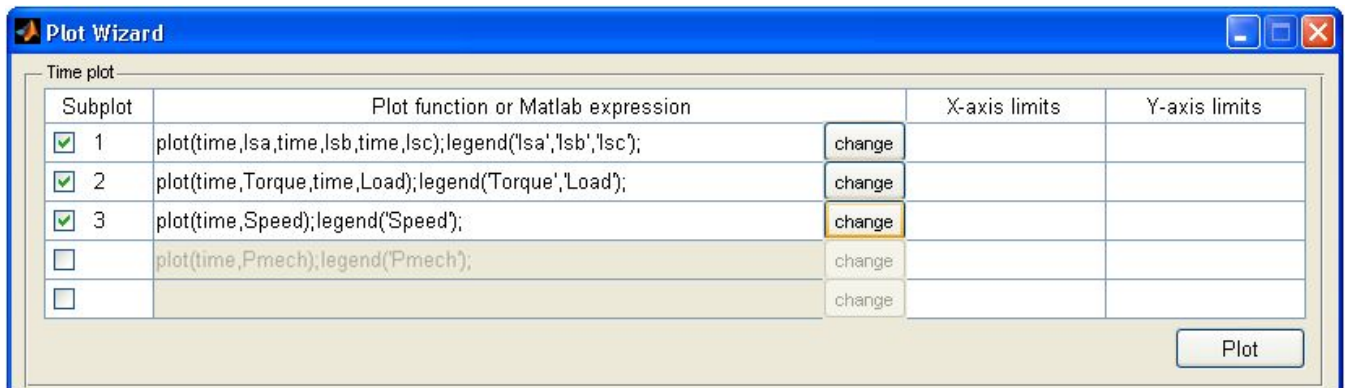 Plot Wizard
Time plot
Subplot Plot function or Matlab expression X-axis limits Y-axis limits
1 plot(time,Isa,time,Isb,time,Isc);legend('Isa','Isb','Isc'); change
2 plot(time,Torque,time,Load);legend('Torque','Load'); change
3 plot(time,Speed);legend('Speed'); change
plot(time,Pmech);legend('Pmech'); change
change
Plot